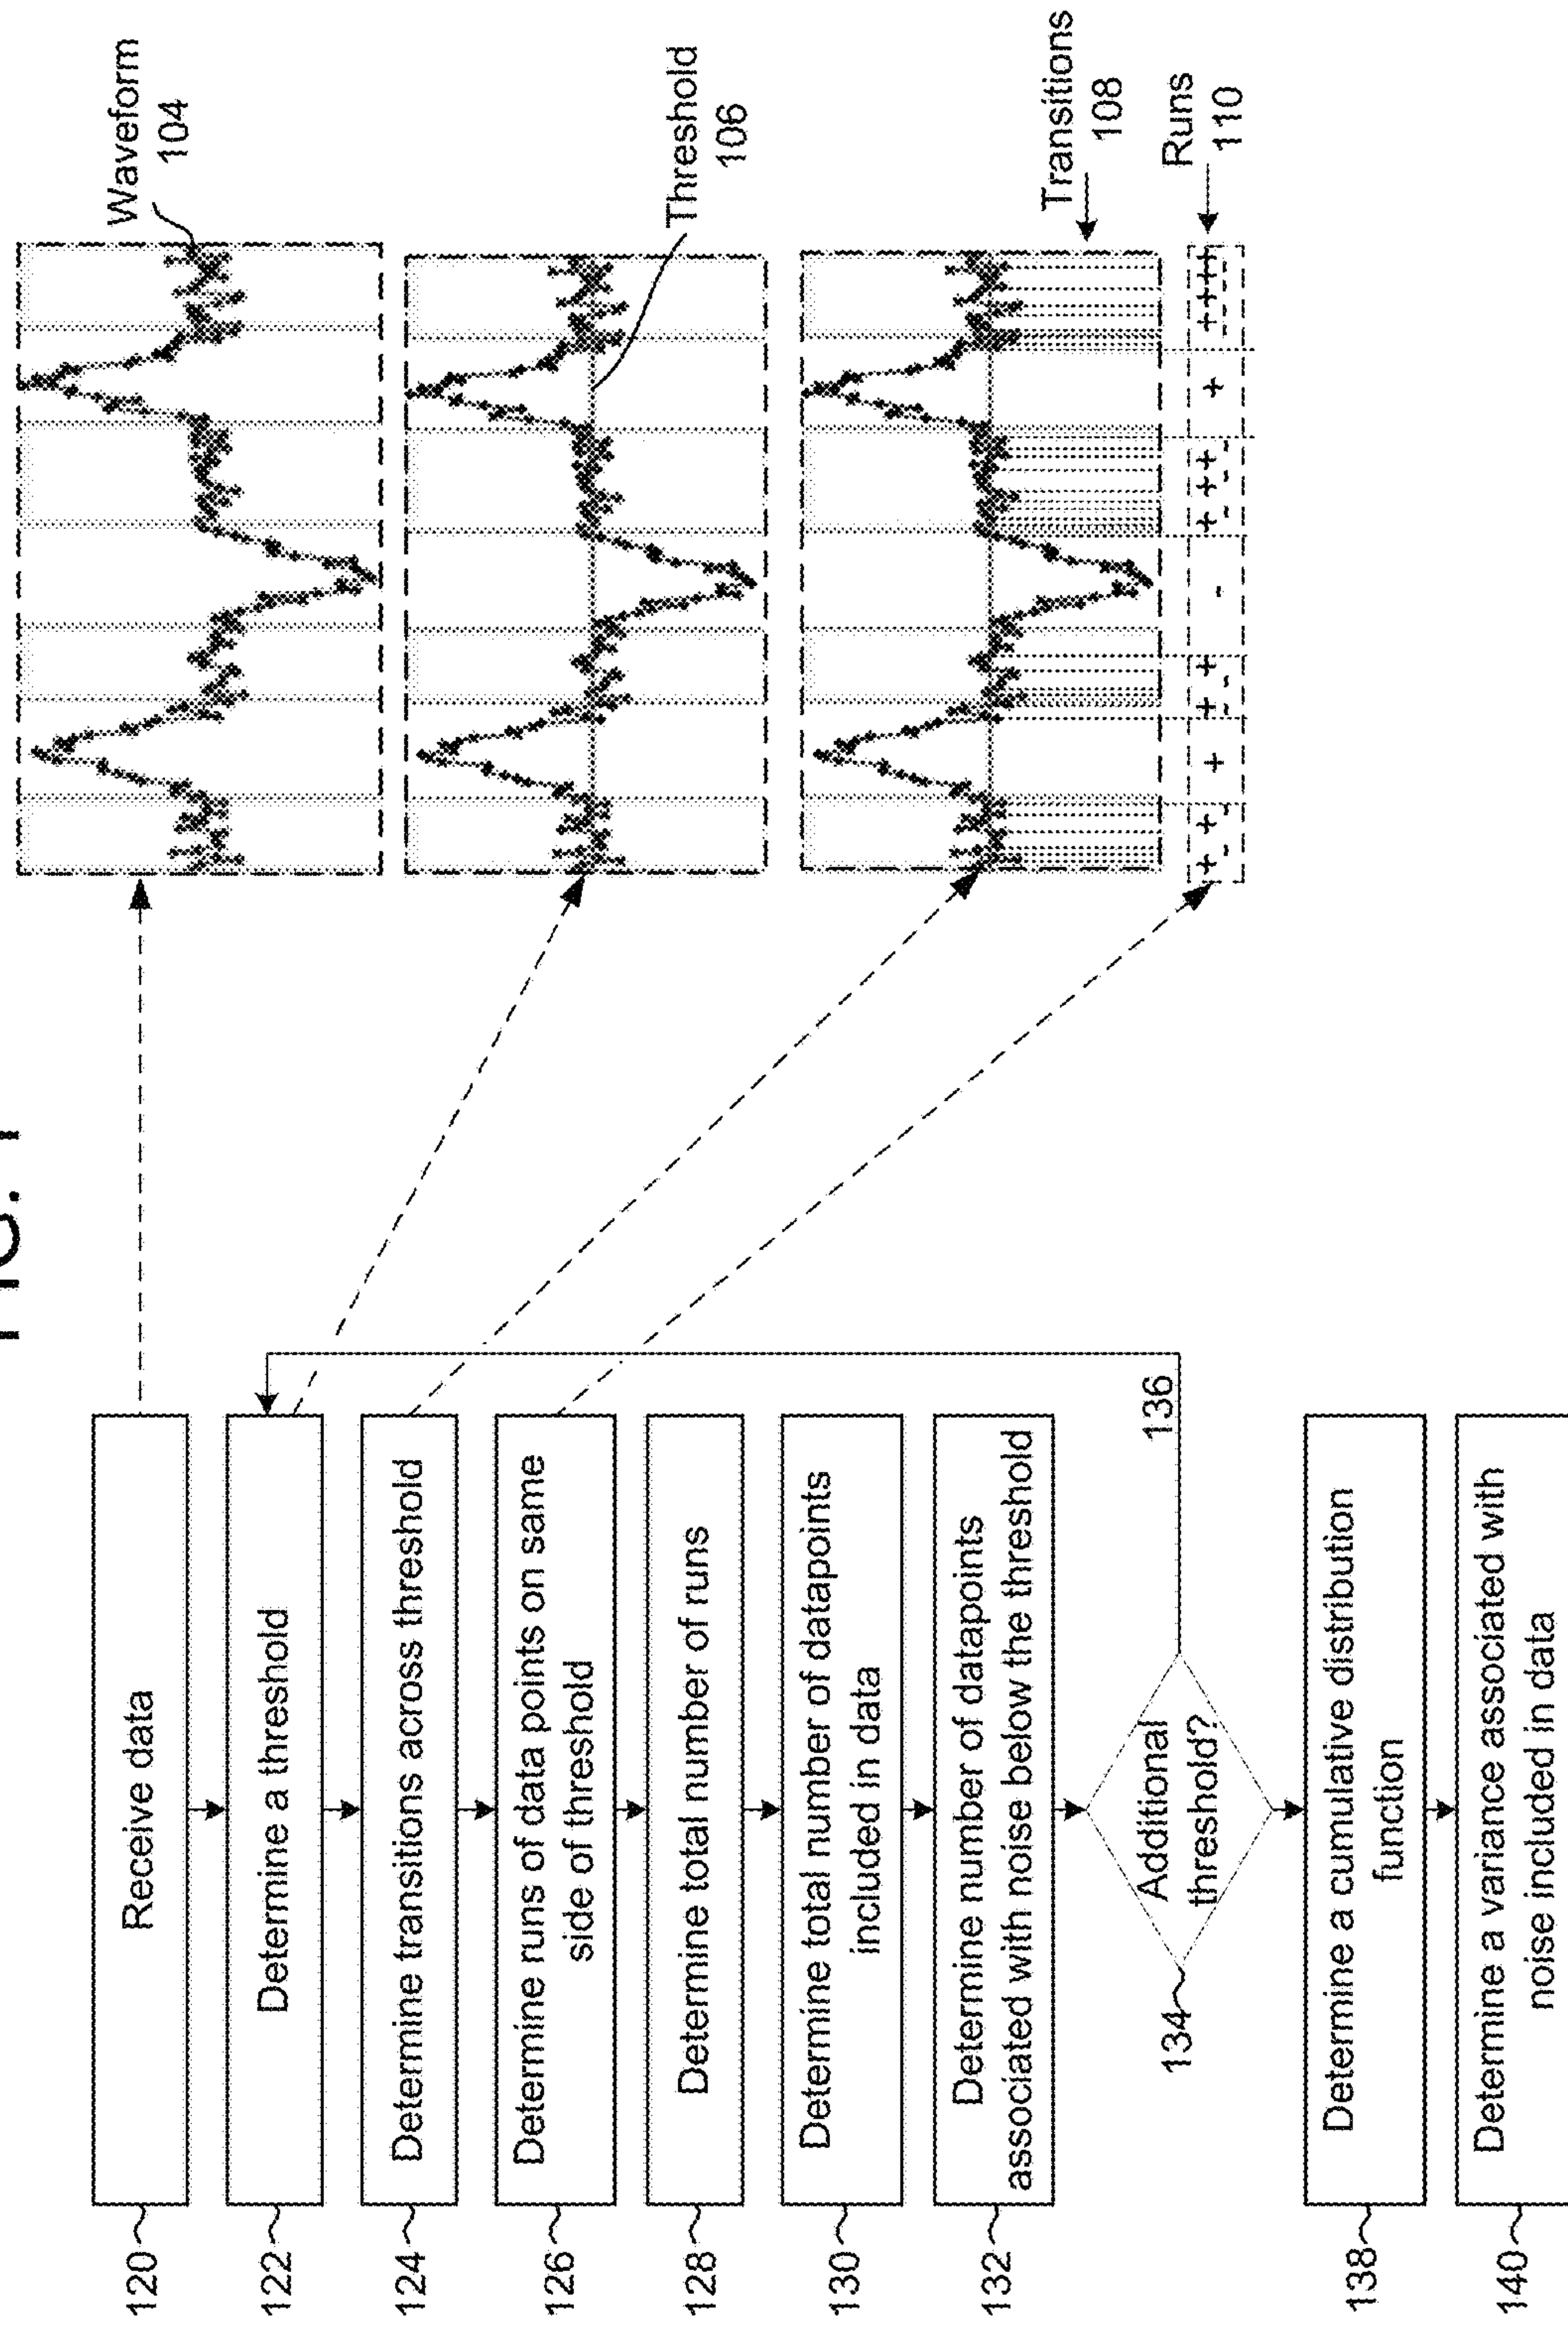 FIG. 1
120
Receive data
122
Determine a threshold
124
Determine transitions across threshold
126
Determine runs of data points on same
side of threshold
128
Determine total number of runs
130
Determine total number of datapoints
included in data
132
Determine number of datapoints
associated with noise below the threshold
134
Additional
threshold?
136
138
Determine a cumulative distribution
function
140
Determine a variance associated with
noise included in data
Waveform
104
Threshold
106
Transitions
108
Runs
110